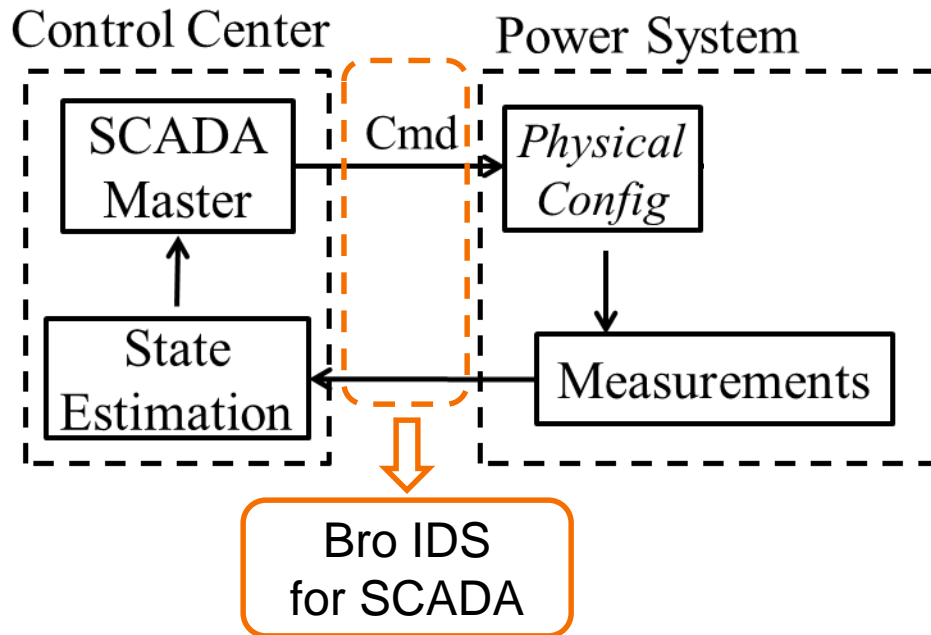 Control Center
Power System
SCADA
Master
Cmd
Physical
Config
State
Estimation
Measurements
Bro IDS
for SCADA